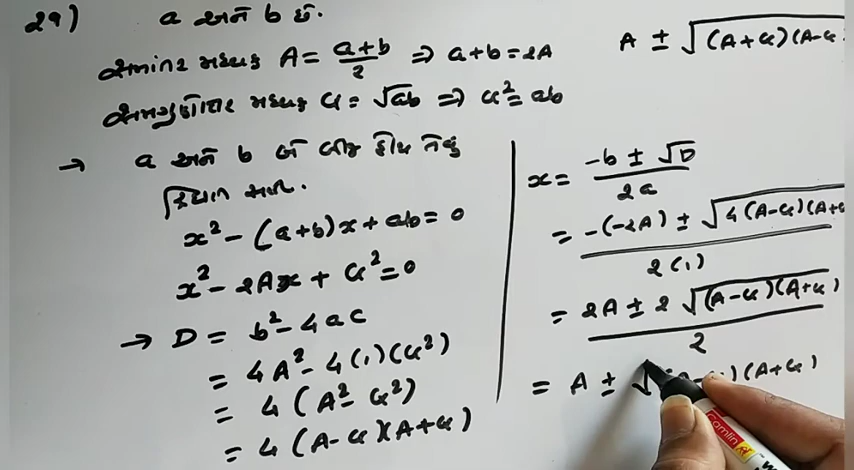 29) a અને b છે.
A ± √(A+G)(A-G
સમાંતર મધ્યક A = a+b/2 ⇒ a+b = 2A
સમગુણોત્તર મધ્યક G = √ab ⇒ G² = ab
→ a અને b જે બીજ હોય તેવું
દ્વિઘાત સમી.
x² - (a+b)x + ab = 0
x² - 2Ax + G² = 0
→ D = b² - 4ac
= 4A² - 4(1)(G²)
= 4(A² - G²)
= 4(A-G)(A+G)
x = -b ± √D / 2a
= -(-2A) ± √4(A-G)(A+G / 2(1)
= 2A ± 2 √(A-G)(A+G) / 2
= A ± √ (A+G)
Camlin